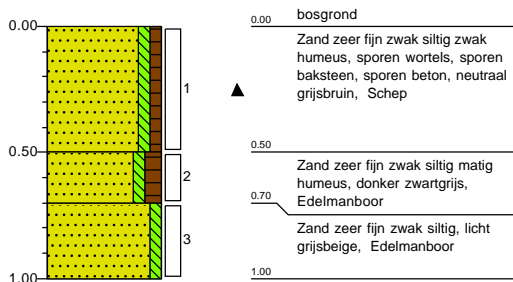 0.00
0.50
1.00
1
2
3
0.00
bosgrond
Zand zeer fijn zwak siltig zwak
humeus, sporen wortels, sporen
baksteen, sporen beton, neutraal
grijsbruin, Schep
0.50
Zand zeer fijn zwak siltig matig
humeus, donker zwartgrijs,
Edelmanboor
0.70
Zand zeer fijn zwak siltig, licht
grijsbeige, Edelmanboor
1.00